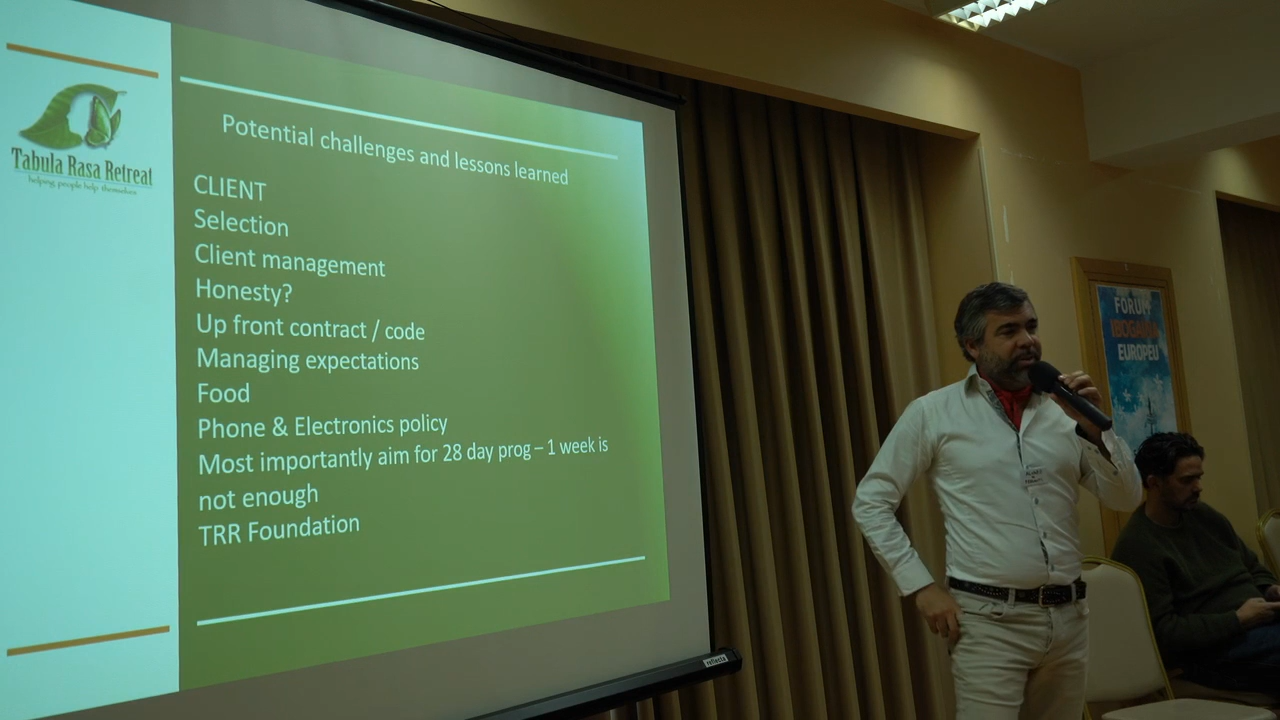 Tabula Rasa Retreat
helping people help themselves
Potential challenges and lessons learned
CLIENT
Selection
Client management
Honesty?
Up front contract / code
Managing expectations
Food
Phone & Electronics policy
Most importantly aim for 28 day prog – 1 week is
not enough
TRR Foundation
reflecta
FORUM
IBOGAINA
EUROPEU